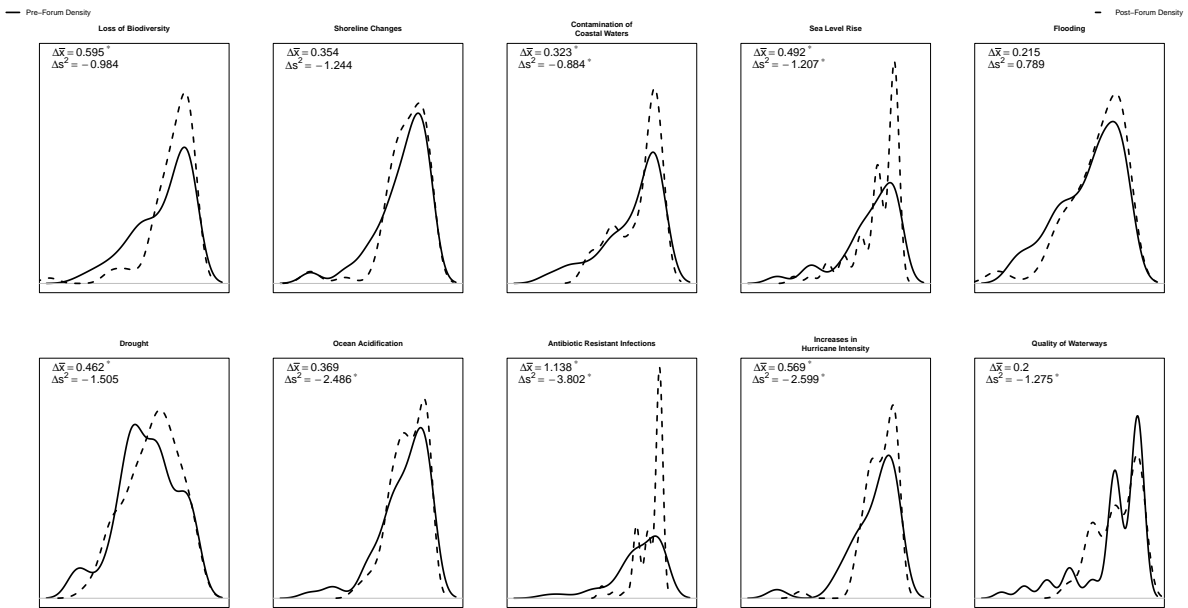 Pre−Forum Density
Post−Forum Density
Loss of Biodiversity
Δx̅ = 0.595 *
Δs² = −0.984
Shoreline Changes
Δx̅ = 0.354
Δs² = −1.244
Contamination of
Coastal Waters
Δx̅ = 0.323 *
Δs² = −0.884 *
Sea Level Rise
Δx̅ = 0.492 *
Δs² = −1.207 *
Flooding
Δx̅ = 0.215
Δs² = 0.789
Drought
Δx̅ = 0.462 *
Δs² = −1.505
Ocean Acidification
Δx̅ = 0.369
Δs² = −2.486 *
Antibiotic Resistant Infections
Δx̅ = 1.138 *
Δs² = −3.802 *
Increases in
Hurricane Intensity
Δx̅ = 0.569 *
Δs² = −2.599 *
Quality of Waterways
Δx̅ = 0.2
Δs² = −1.275 *